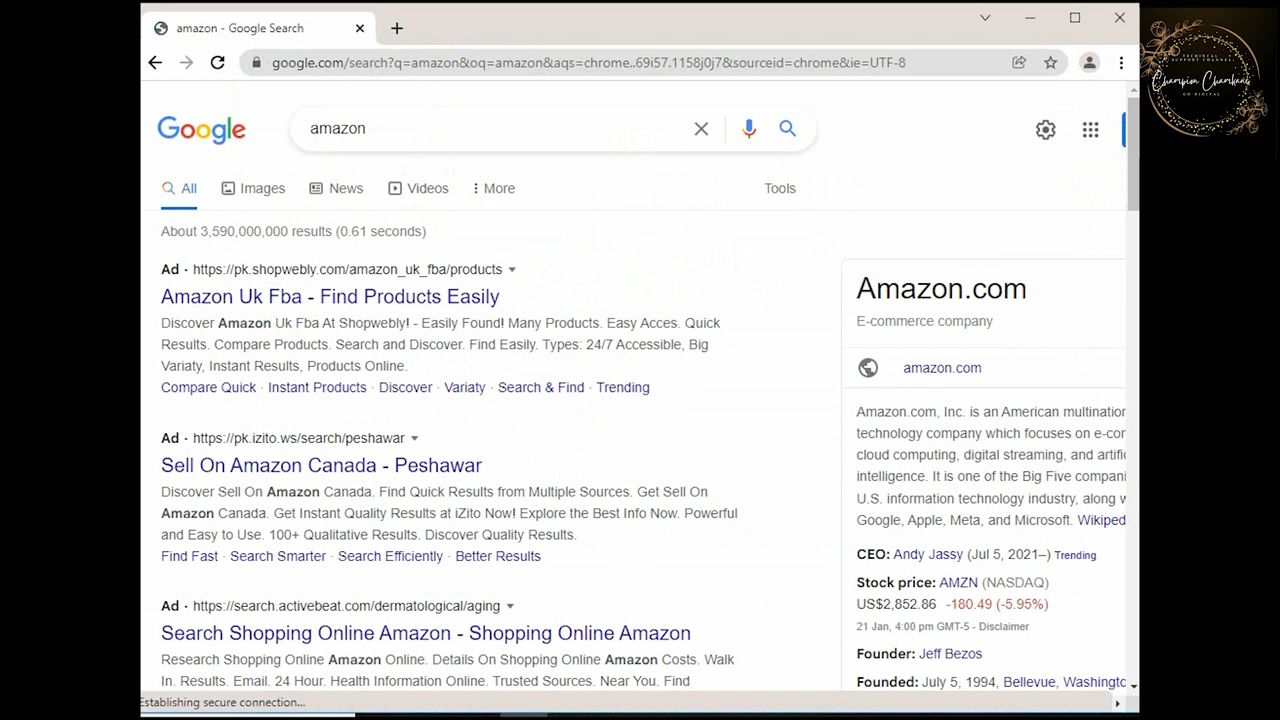 amazon - Google Search
google.com/search?q=amazon&oq=amazon&aqs=chrome..69i57.1158j0j7&sourceid=chrome&ie=UTF-8
TECHINICAL
SUPPORT CHANNEL
Champion Chamkani
GO DIGITAL
Google
amazon
All
Images
News
Videos
More
Tools
About 3,590,000,000 results (0.61 seconds)
Ad · https://pk.shopwebly.com/amazon_uk_fba/products
Amazon Uk Fba - Find Products Easily
Discover Amazon Uk Fba At Shopwebly! - Easily Found! Many Products. Easy Acces. Quick
Results. Compare Products. Search and Discover. Find Easily. Types: 24/7 Accessible, Big
Variaty, Instant Results, Products Online.
Compare Quick · Instant Products · Discover · Variaty · Search & Find · Trending
Ad · https://pk.izito.ws/search/peshawar
Sell On Amazon Canada - Peshawar
Discover Sell On Amazon Canada. Find Quick Results from Multiple Sources. Get Sell On
Amazon Canada. Get Instant Quality Results at iZito Now! Explore the Best Info Now. Powerful
and Easy to Use. 100+ Qualitative Results. Discover Quality Results.
Find Fast · Search Smarter · Search Efficiently · Better Results
Ad · https://search.activebeat.com/dermatological/aging
Search Shopping Online Amazon - Shopping Online Amazon
Research Shopping Online Amazon Online. Details On Shopping Online Amazon Costs. Walk
In. Results. Email. 24 Hour. Health Information Online. Trusted Sources. Near You. Find
Amazon.com
E-commerce company
amazon.com
Amazon.com, Inc. is an American multination
technology company which focuses on e-com
cloud computing, digital streaming, and artific
intelligence. It is one of the Big Five compani
U.S. information technology industry, along w
Google, Apple, Meta, and Microsoft. Wikiped
CEO: Andy Jassy (Jul 5, 2021–) Trending
Stock price: AMZN (NASDAQ)
US$2,852.86 -180.49 (-5.95%)
21 Jan, 4:00 pm GMT-5 - Disclaimer
Founder: Jeff Bezos
Founded: July 5, 1994, Bellevue, Washingto
Establishing secure connection...